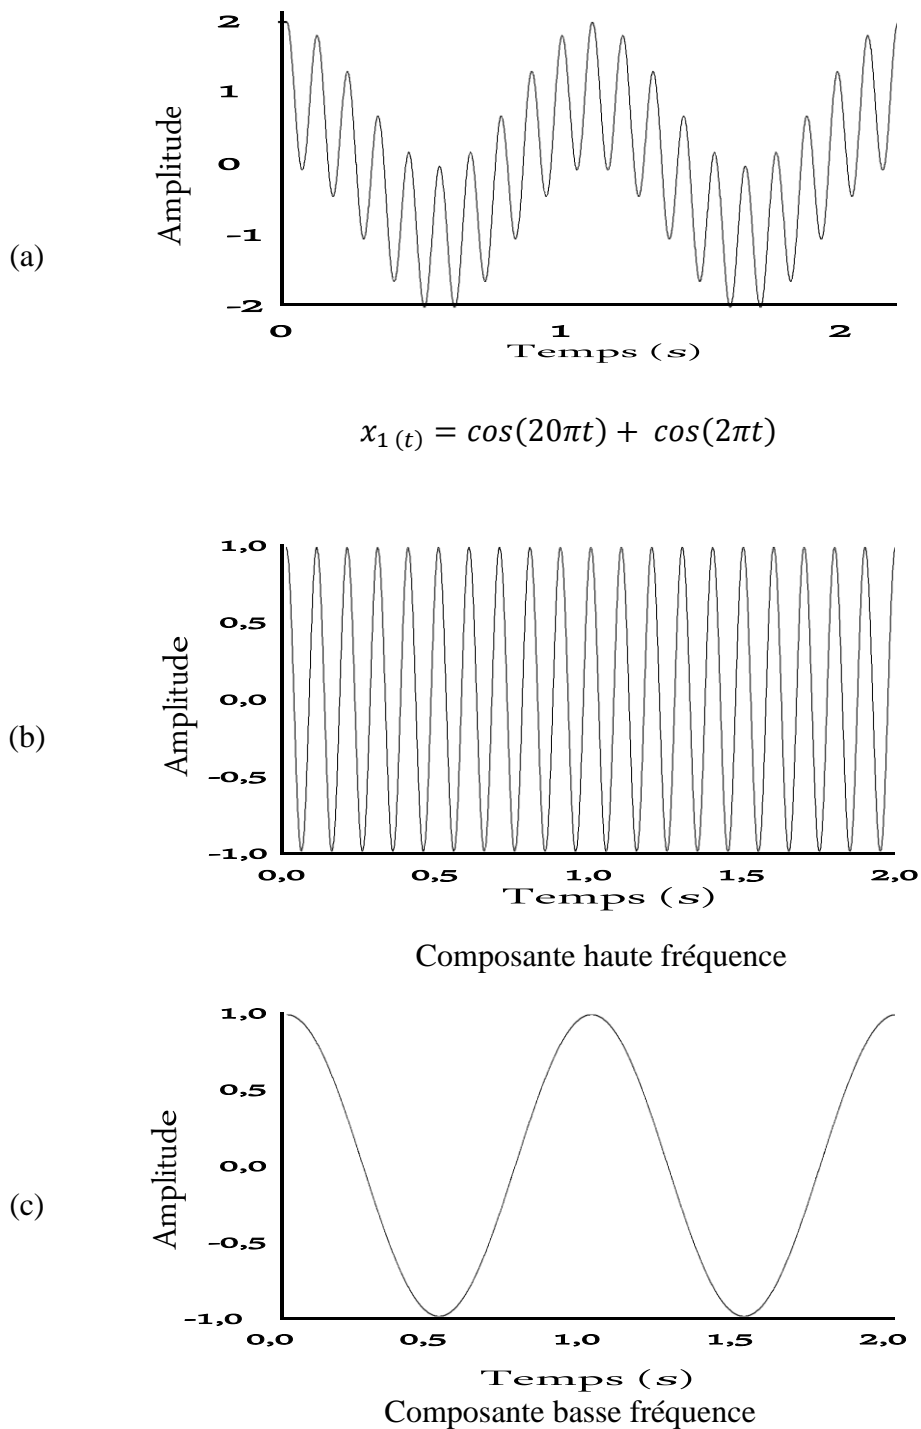 2
1
Amplitude
0
-1
(a)
-2
0 1 2
Temps (s)
x₁ (t) = cos(20πt) + cos(2πt)
1,0
0,5
Amplitude
0,0
(b)
-0,5
-1,0
0,0 0,5 1,0 1,5 2,0
Temps (s)
Composante haute fréquence
1,0
0,5
Amplitude
0,0
(c)
-0,5
-1,0
0,0 0,5 1,0 1,5 2,0
Temps (s)
Composante basse fréquence